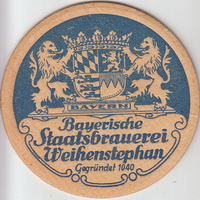 BAYERN
Bayerische
Staatsbrauerei
Weihenstephan
Gegründet 1040